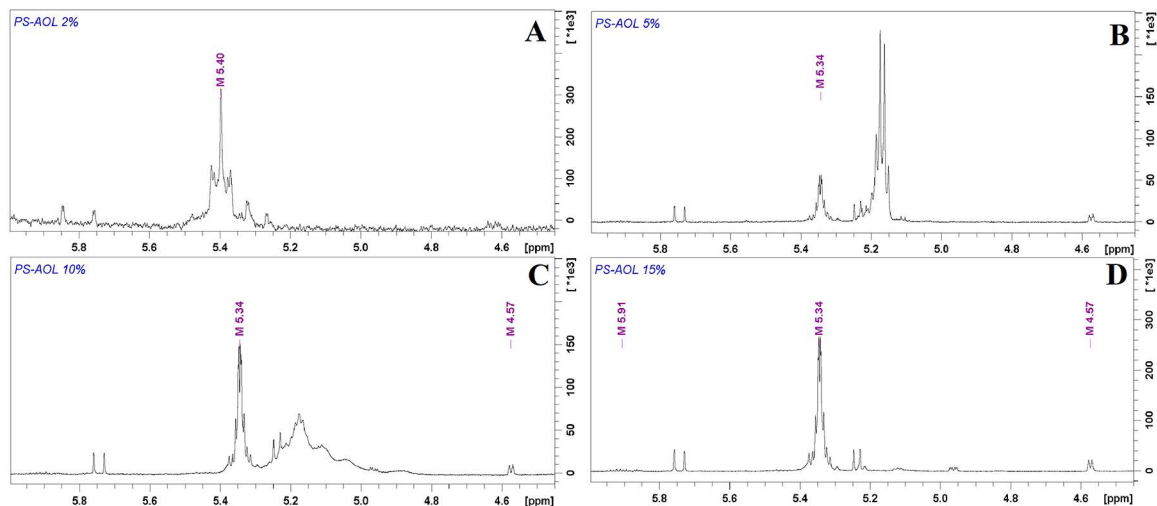 PS-AOL 2%
A
M 5.40
[ *1e3]
300
200
100
0
5.8
5.6
5.4
5.2
5.0
4.8
4.6
[ppm]
PS-AOL 5%
B
M 5.34
[ *1e3]
150
100
50
0
5.8
5.6
5.4
5.2
5.0
4.8
4.6
[ppm]
PS-AOL 10%
C
M 5.34
M 4.57
[ *1e3]
150
100
50
0
5.8
5.6
5.4
5.2
5.0
4.8
4.6
[ppm]
PS-AOL 15%
D
M 5.91
M 5.34
M 4.57
[ *1e3]
300
200
100
0
5.8
5.6
5.4
5.2
5.0
4.8
4.6
[ppm]